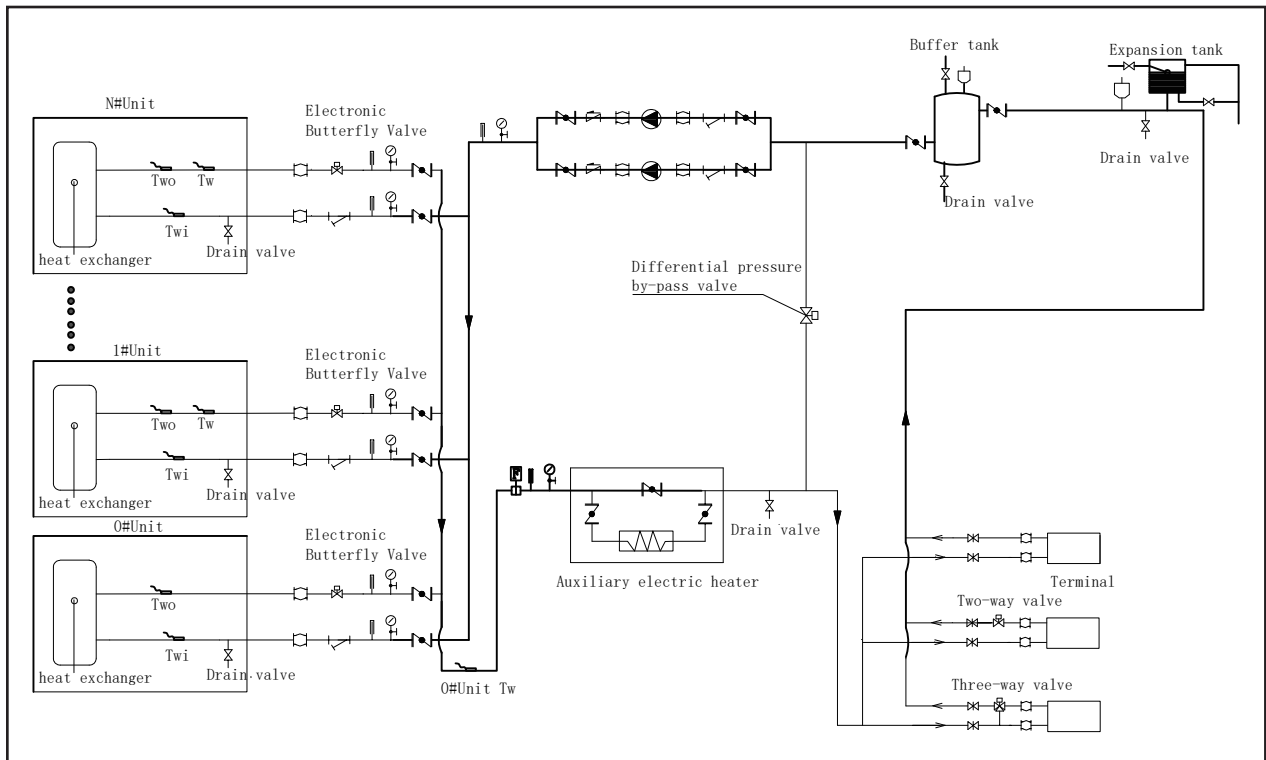 Buffer tank
Expansion tank
N#Unit
Electronic
Butterfly Valve
Drain valve
Two
Tw
Drain valve
Twi
Drain valve
heat exchanger
Differential pressure
by-pass valve
1#Unit
Electronic
Butterfly Valve
Two
Tw
Twi
Drain valve
heat exchanger
0#Unit
Electronic
Butterfly Valve
Drain valve
Auxiliary electric heater
Terminal
Two
Two-way valve
Twi
Drain valve
heat exchanger
0#Unit Tw
Three-way valve